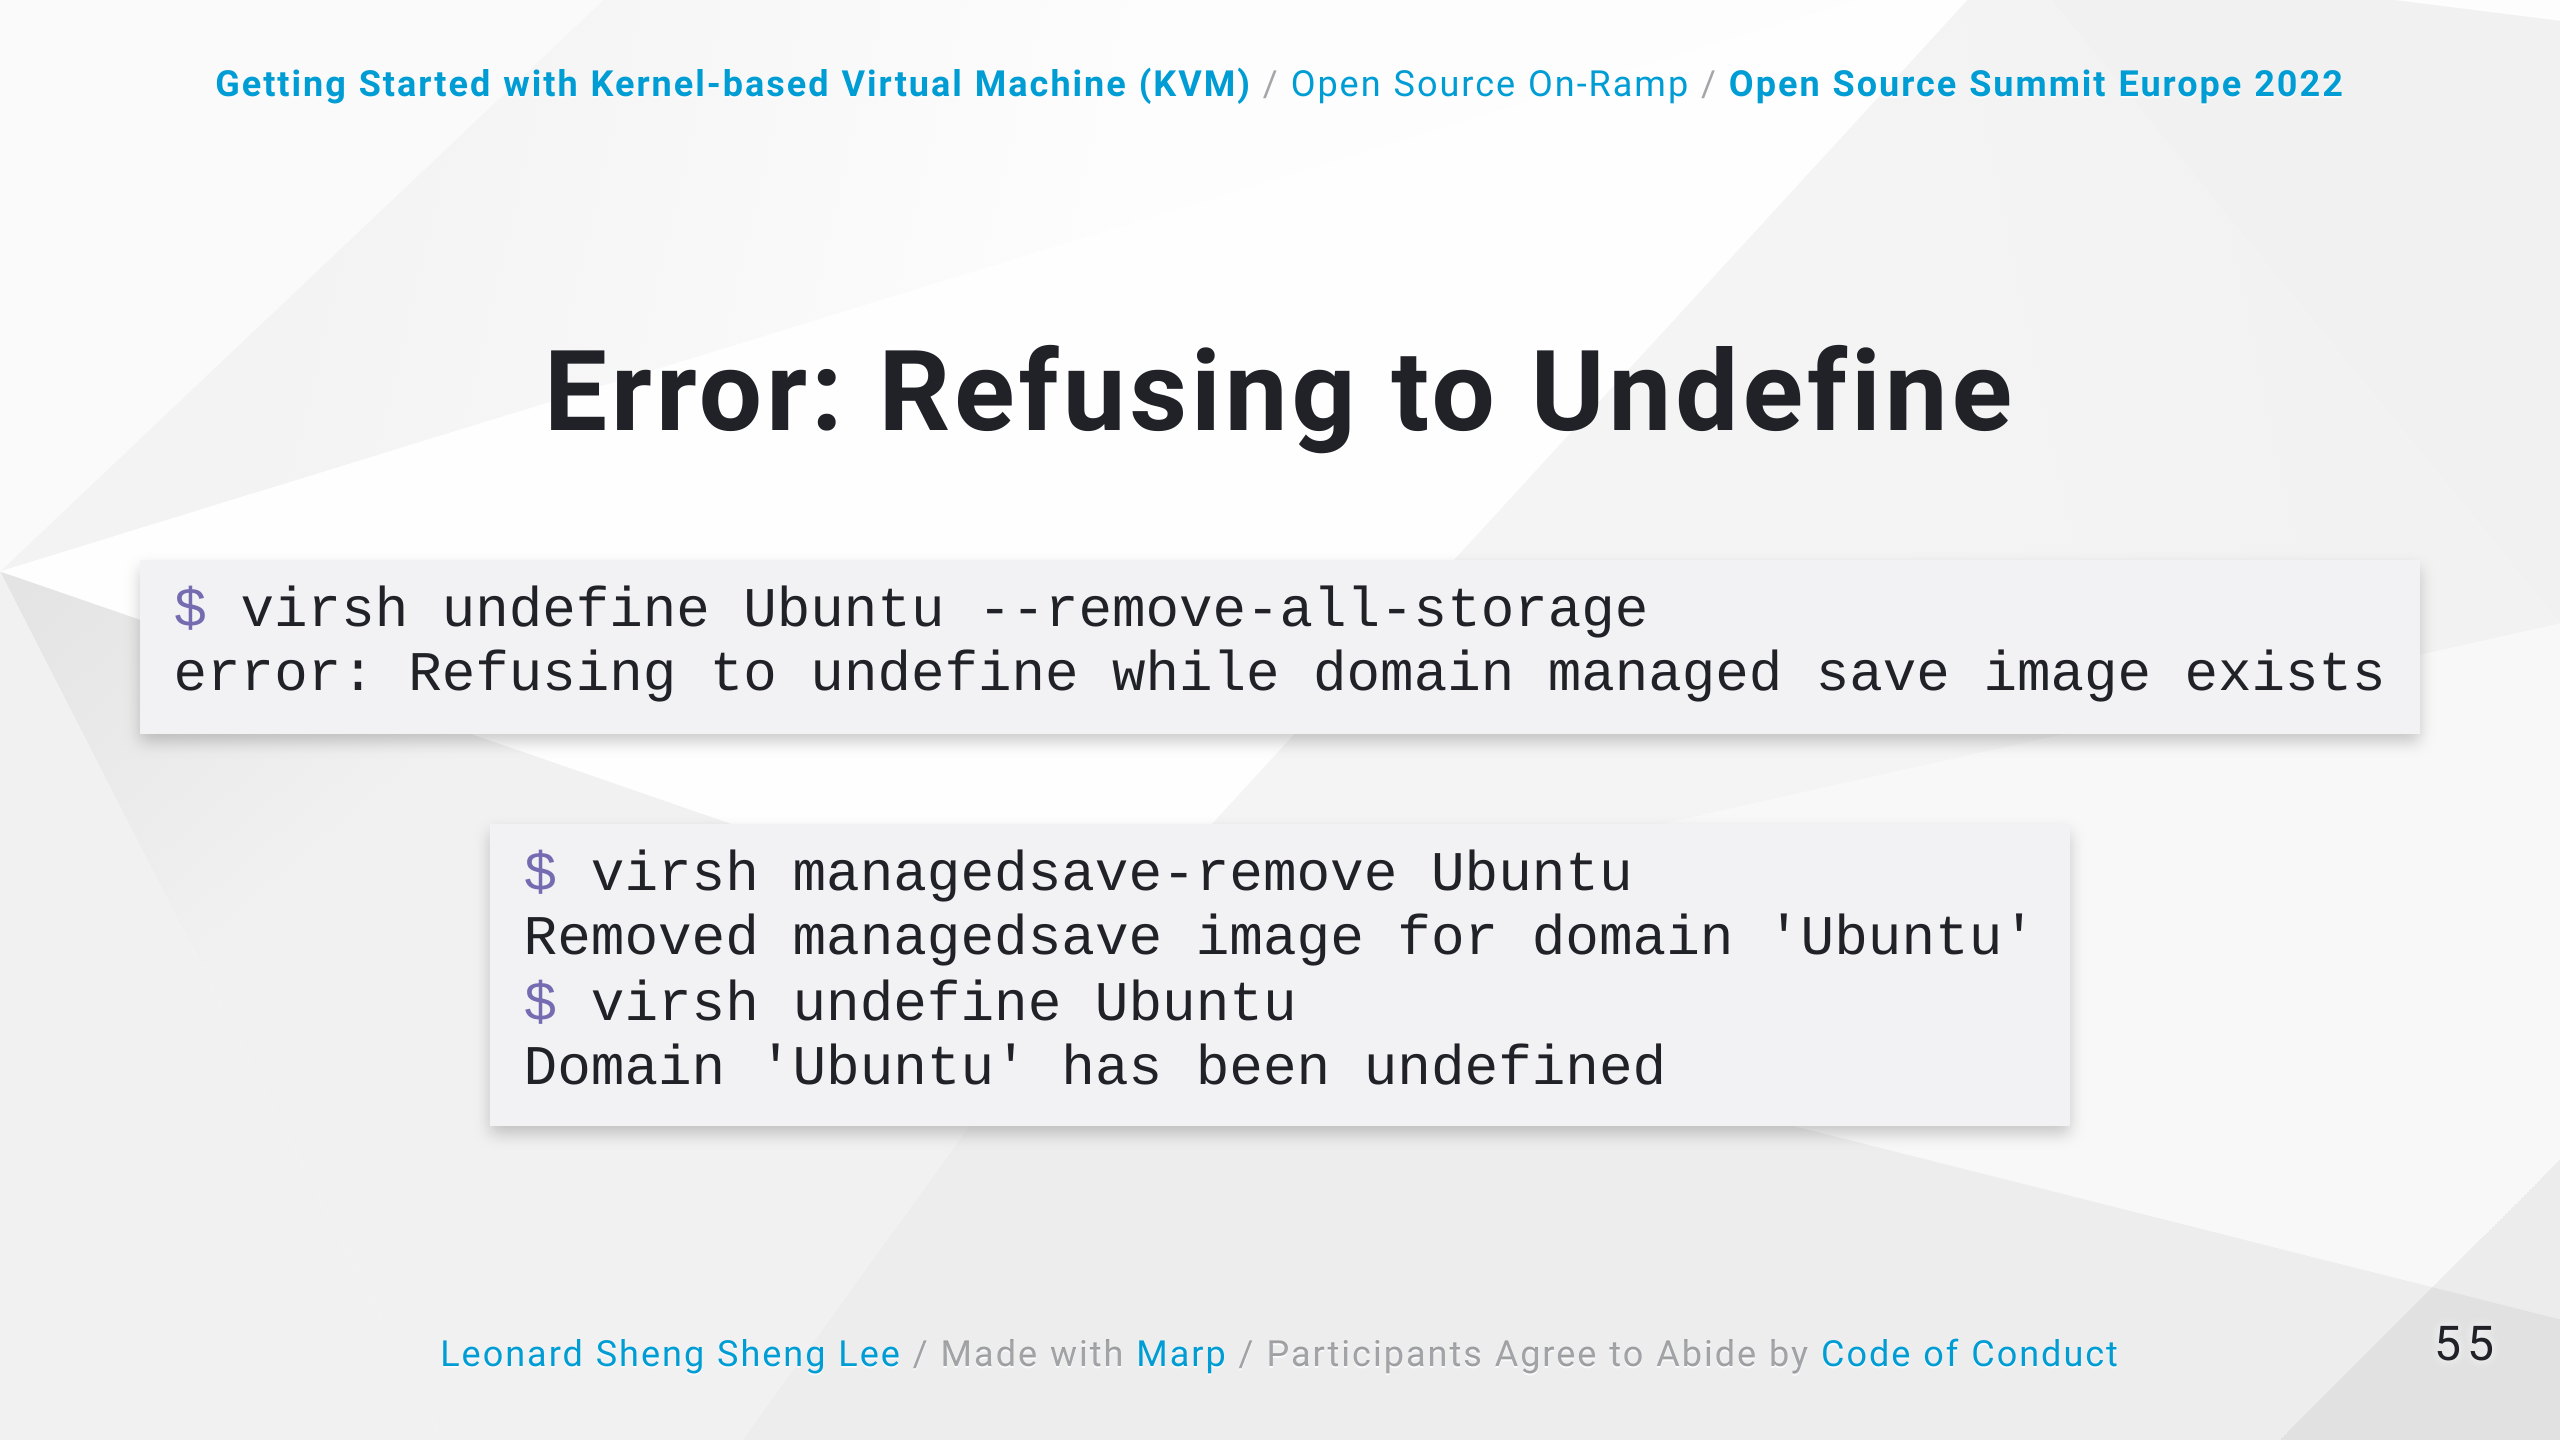 Getting Started with Kernel-based Virtual Machine (KVM) / Open Source On-Ramp / Open Source Summit Europe 2022
Error: Refusing to Undefine
$ virsh undefine Ubuntu --remove-all-storage
error: Refusing to undefine while domain managed save image exists
$ virsh managedsave-remove Ubuntu
Removed managedsave image for domain 'Ubuntu'
$ virsh undefine Ubuntu
Domain 'Ubuntu' has been undefined
Leonard Sheng Sheng Lee / Made with Marp / Participants Agree to Abide by Code of Conduct
55